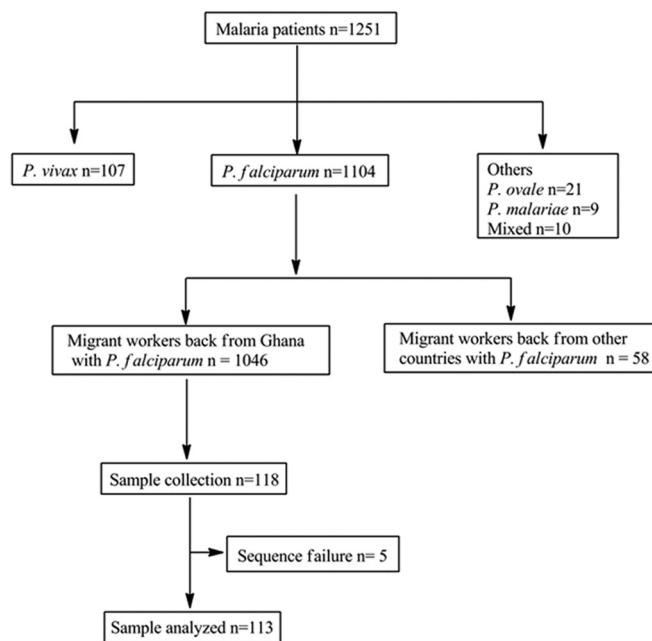 Malaria patients n=1251
P. vivax n=107
P. falciparum n=1104
Others
P. ovale n=21
P. malariae n=9
Mixed n=10
Migrant workers back from Ghana
with P. falciparum n = 1046
Migrant workers back from other
countries with P. falciparum n = 58
Sample collection n=118
Sequence failure n= 5
Sample analyzed n=113